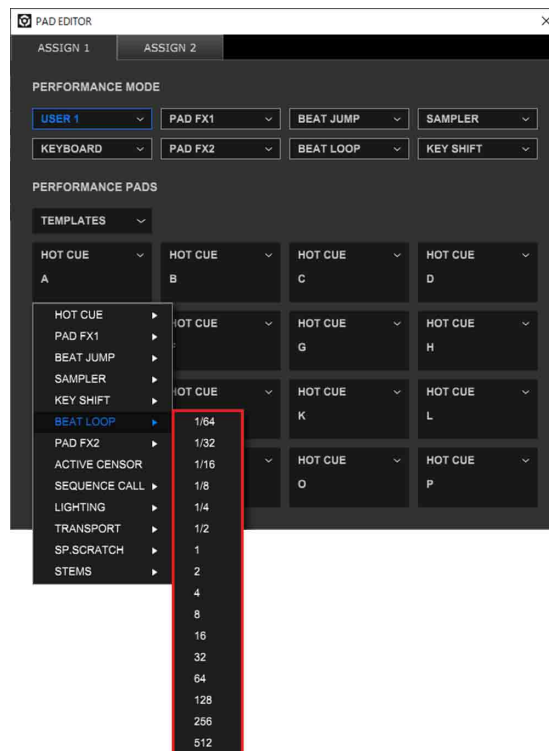 PAD EDITOR
ASSIGN 1 ASSIGN 2
PERFORMANCE MODE
USER 1 PAD FX1 BEAT JUMP SAMPLER
KEYBOARD PAD FX2 BEAT LOOP KEY SHIFT
PERFORMANCE PADS
TEMPLATES
HOT CUE HOT CUE HOT CUE HOT CUE
A B C D
HOT CUE HOT CUE HOT CUE
G H
HOT CUE HOT CUE HOT CUE
K L
HOT CUE HOT CUE
O P
HOT CUE
PAD FX1
BEAT JUMP
SAMPLER
KEY SHIFT
BEAT LOOP
PAD FX2
ACTIVE CENSOR
SEQUENCE CALL
LIGHTING
TRANSPORT
SP.SCRATCH
STEMS
1/64
1/32
1/16
1/8
1/4
1/2
1
2
4
8
16
32
64
128
256
512